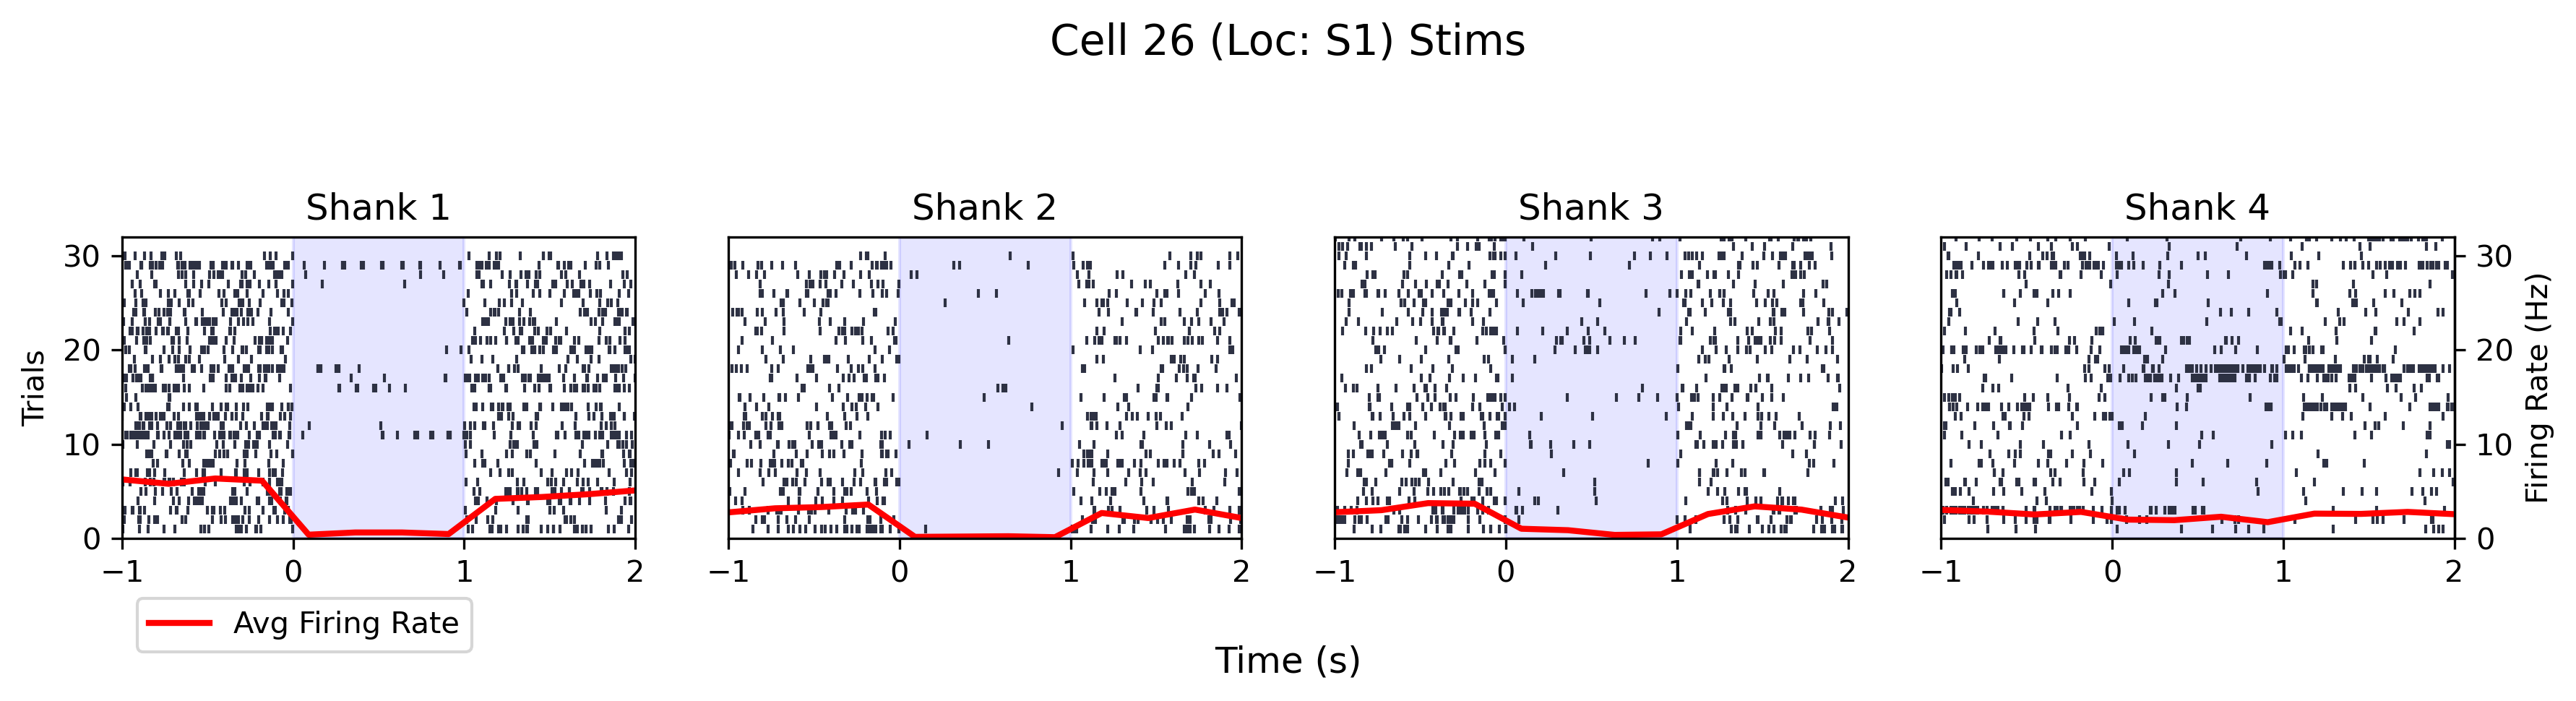 Cell 26 (Loc: S1) Stims
Shank 1
Shank 2
Shank 3
Shank 4
Trials
30
20
10
0
−1
0
1
2
−1
0
1
2
−1
0
1
2
−1
0
1
2
30
20
10
0
Firing Rate (Hz)
Avg Firing Rate
Time (s)